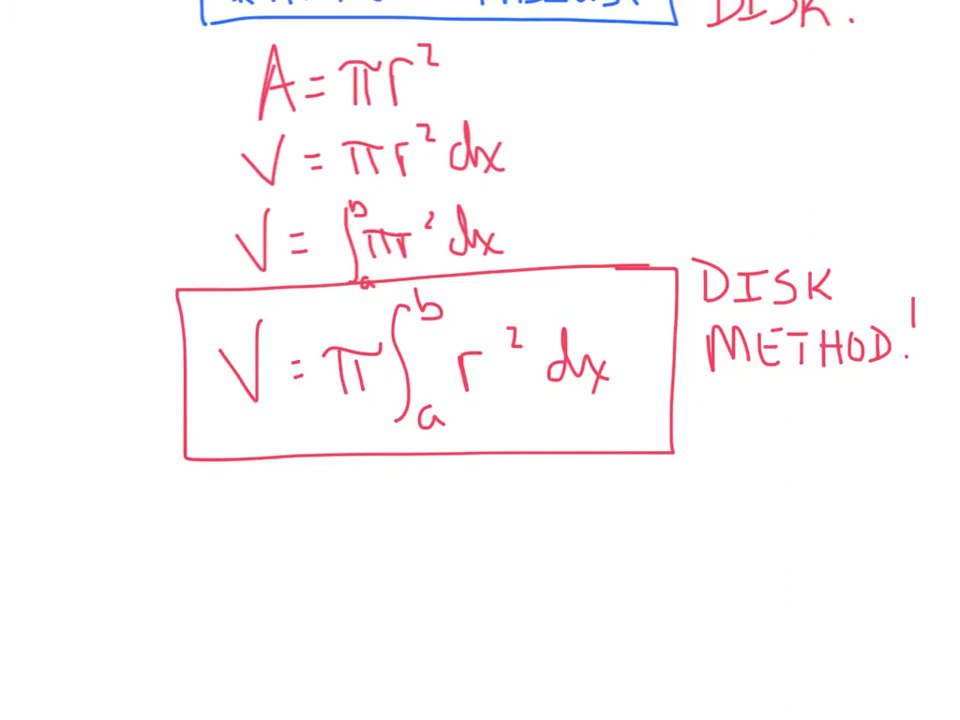 DISK.
A = πr²
V = πr² dx
V = ∫ₐᵇ πr² dx
V = π ∫ₐᵇ r² dx
DISK
METHOD!